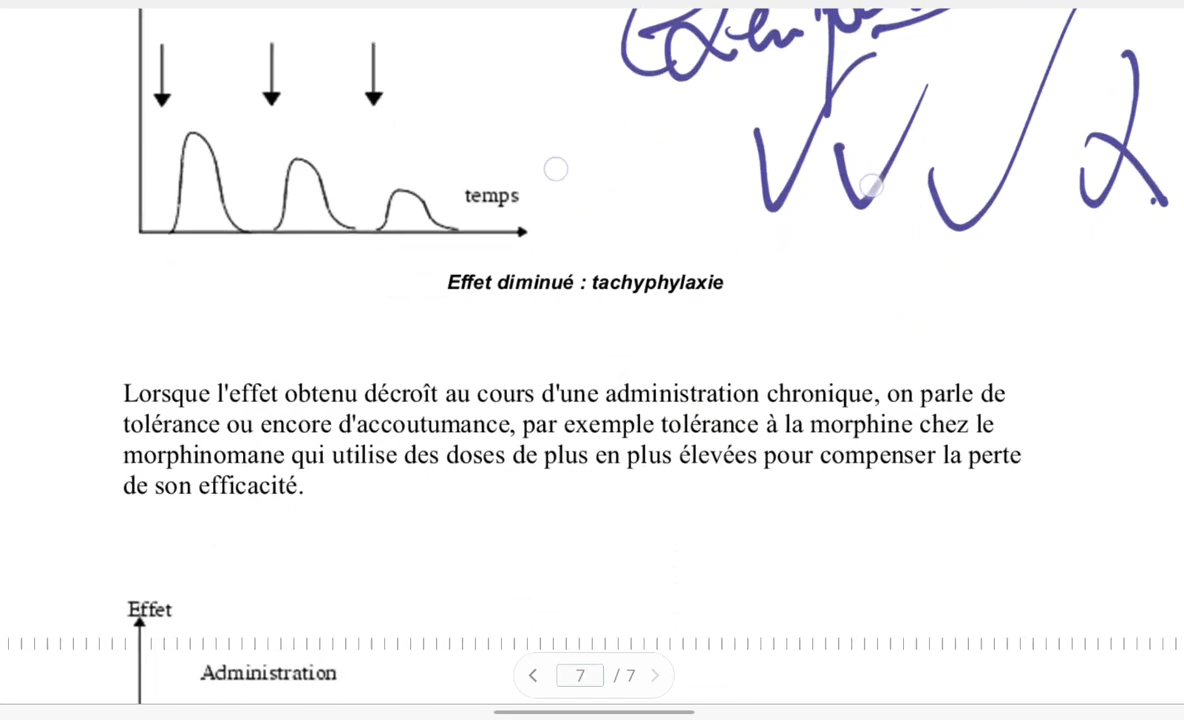 temps
Effet diminué : tachyphylaxie
Lorsque l'effet obtenu décroît au cours d'une administration chronique, on parle de
tolérance ou encore d'accoutumance, par exemple tolérance à la morphine chez le
morphinomane qui utilise des doses de plus en plus élevées pour compenser la perte
de son efficacité.
Effet
Administration
7 / 7